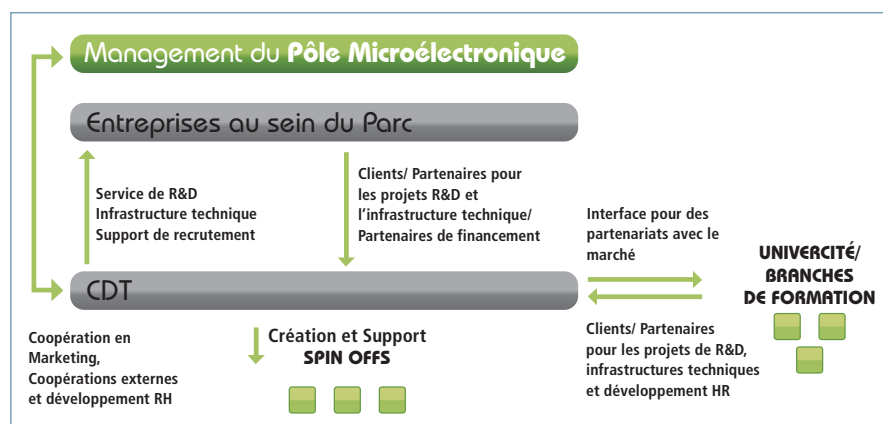 Management du Pôle Microélectronique
Entreprises au sein du Parc
Service de R&D
Infrastructure technique
Support de recrutement
Clients/ Partenaires pour
les projets R&D et
l'infrastructure technique/
Partenaires de financement
Interface pour des
partenariats avec le
marché
UNIVERCITÉ/
BRANCHES
DE FORMATION
CDT
Coopération en
Marketing,
Coopérations externes
et développement RH
Création et Support
SPIN OFFS
Clients/ Partenaires
pour les projets de R&D,
infrastructures techniques
et développement HR